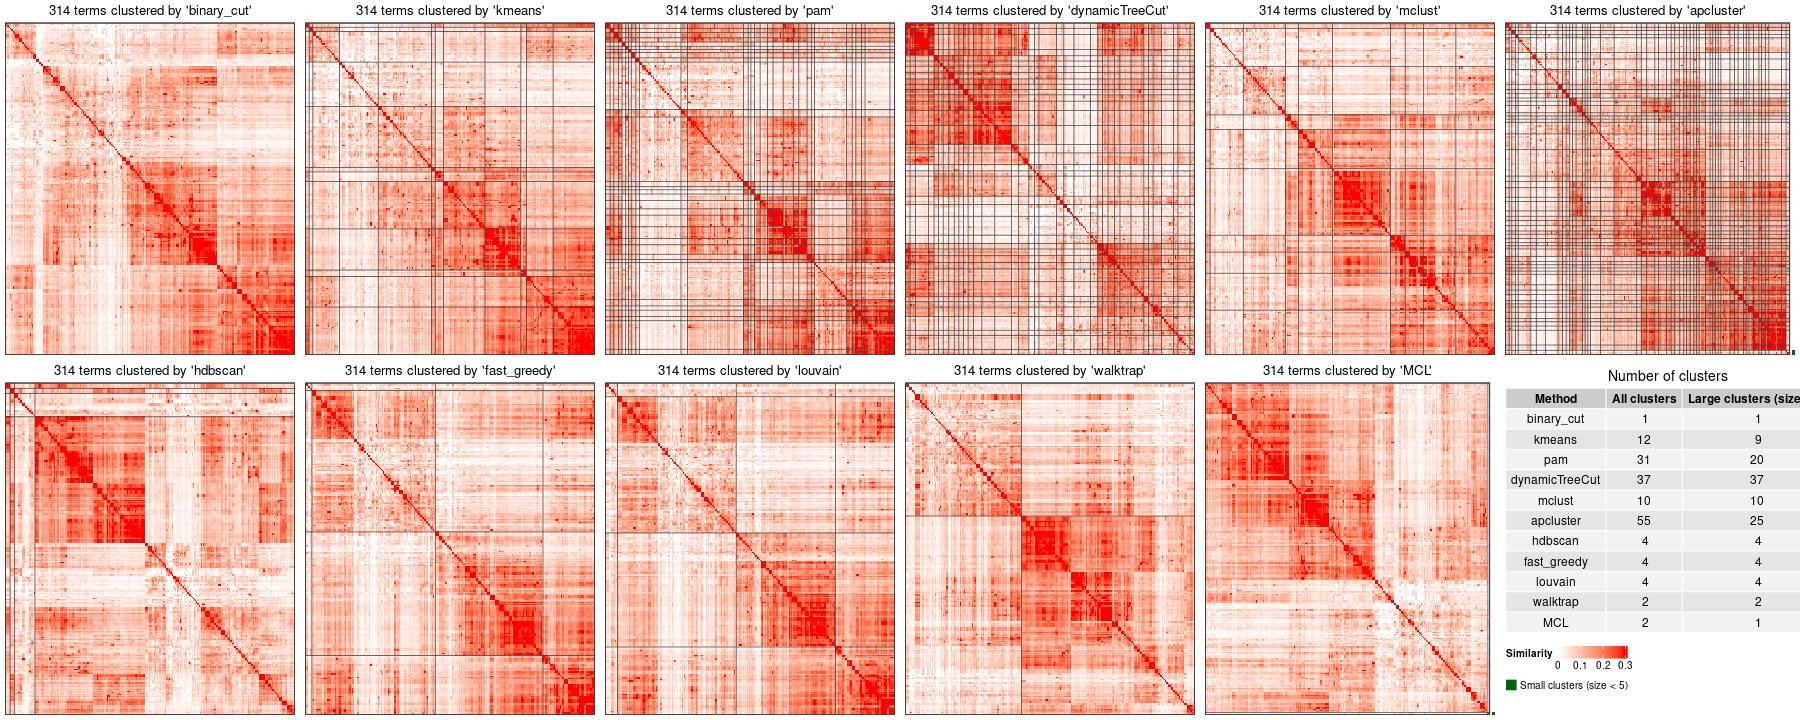 314 terms clustered by 'binary_cut'
314 terms clustered by 'kmeans'
314 terms clustered by 'pam'
314 terms clustered by 'dynamicTreeCut'
314 terms clustered by 'mclust'
314 terms clustered by 'apcluster'
314 terms clustered by 'hdbscan'
314 terms clustered by 'fast_greedy'
314 terms clustered by 'louvain'
314 terms clustered by 'walktrap'
314 terms clustered by 'MCL'
Number of clusters
Method All clusters Large clusters (size
binary_cut 1 1
kmeans 12 9
pam 31 20
dynamicTreeCut 37 37
mclust 10 10
apcluster 55 25
hdbscan 4 4
fast_greedy 4 4
louvain 4 4
walktrap 2 2
MCL 2 1
Similarity
0 0.1 0.2 0.3
Small clusters (size < 5)